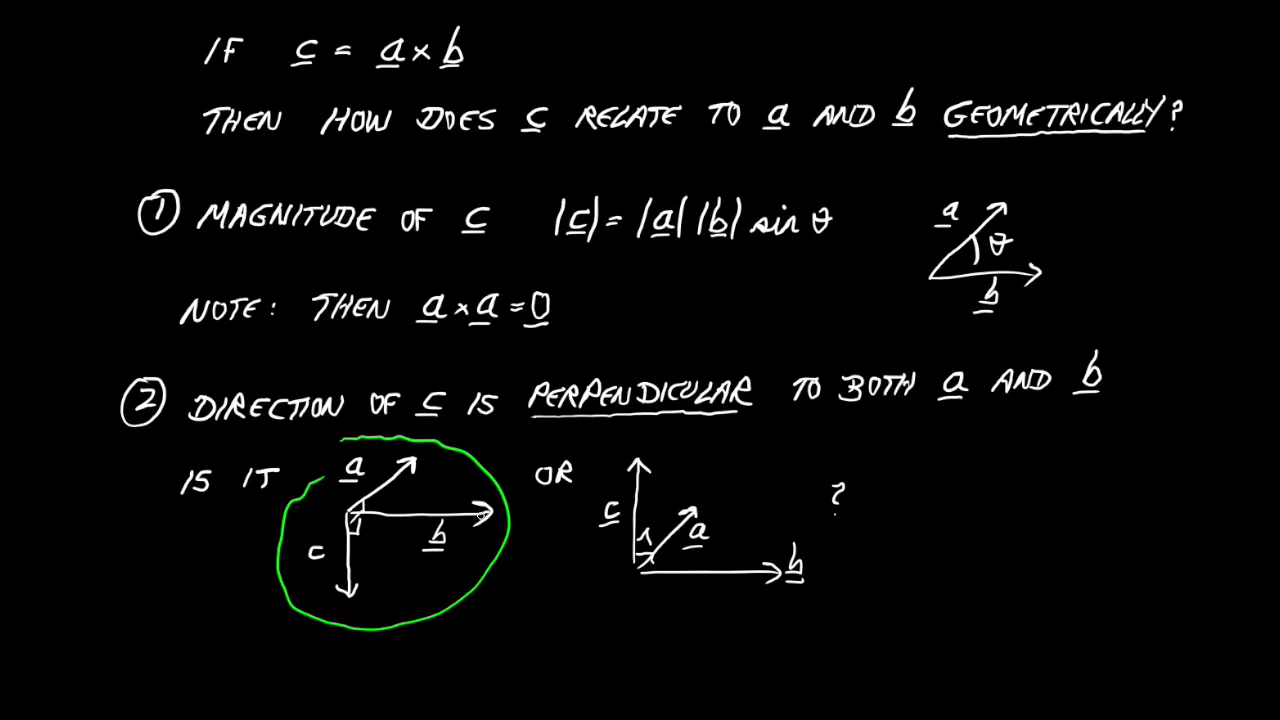 IF c = a × b
THEN HOW DOES c RELATE TO a AND b GEOMETRICALLY?
① MAGNITUDE OF c |c| = |a| |b| sin θ
a
θ
b
NOTE: THEN a × a = 0
② DIRECTION OF c IS PERPENDICULAR TO BOTH a AND b
IS IT a b c OR c a b ?